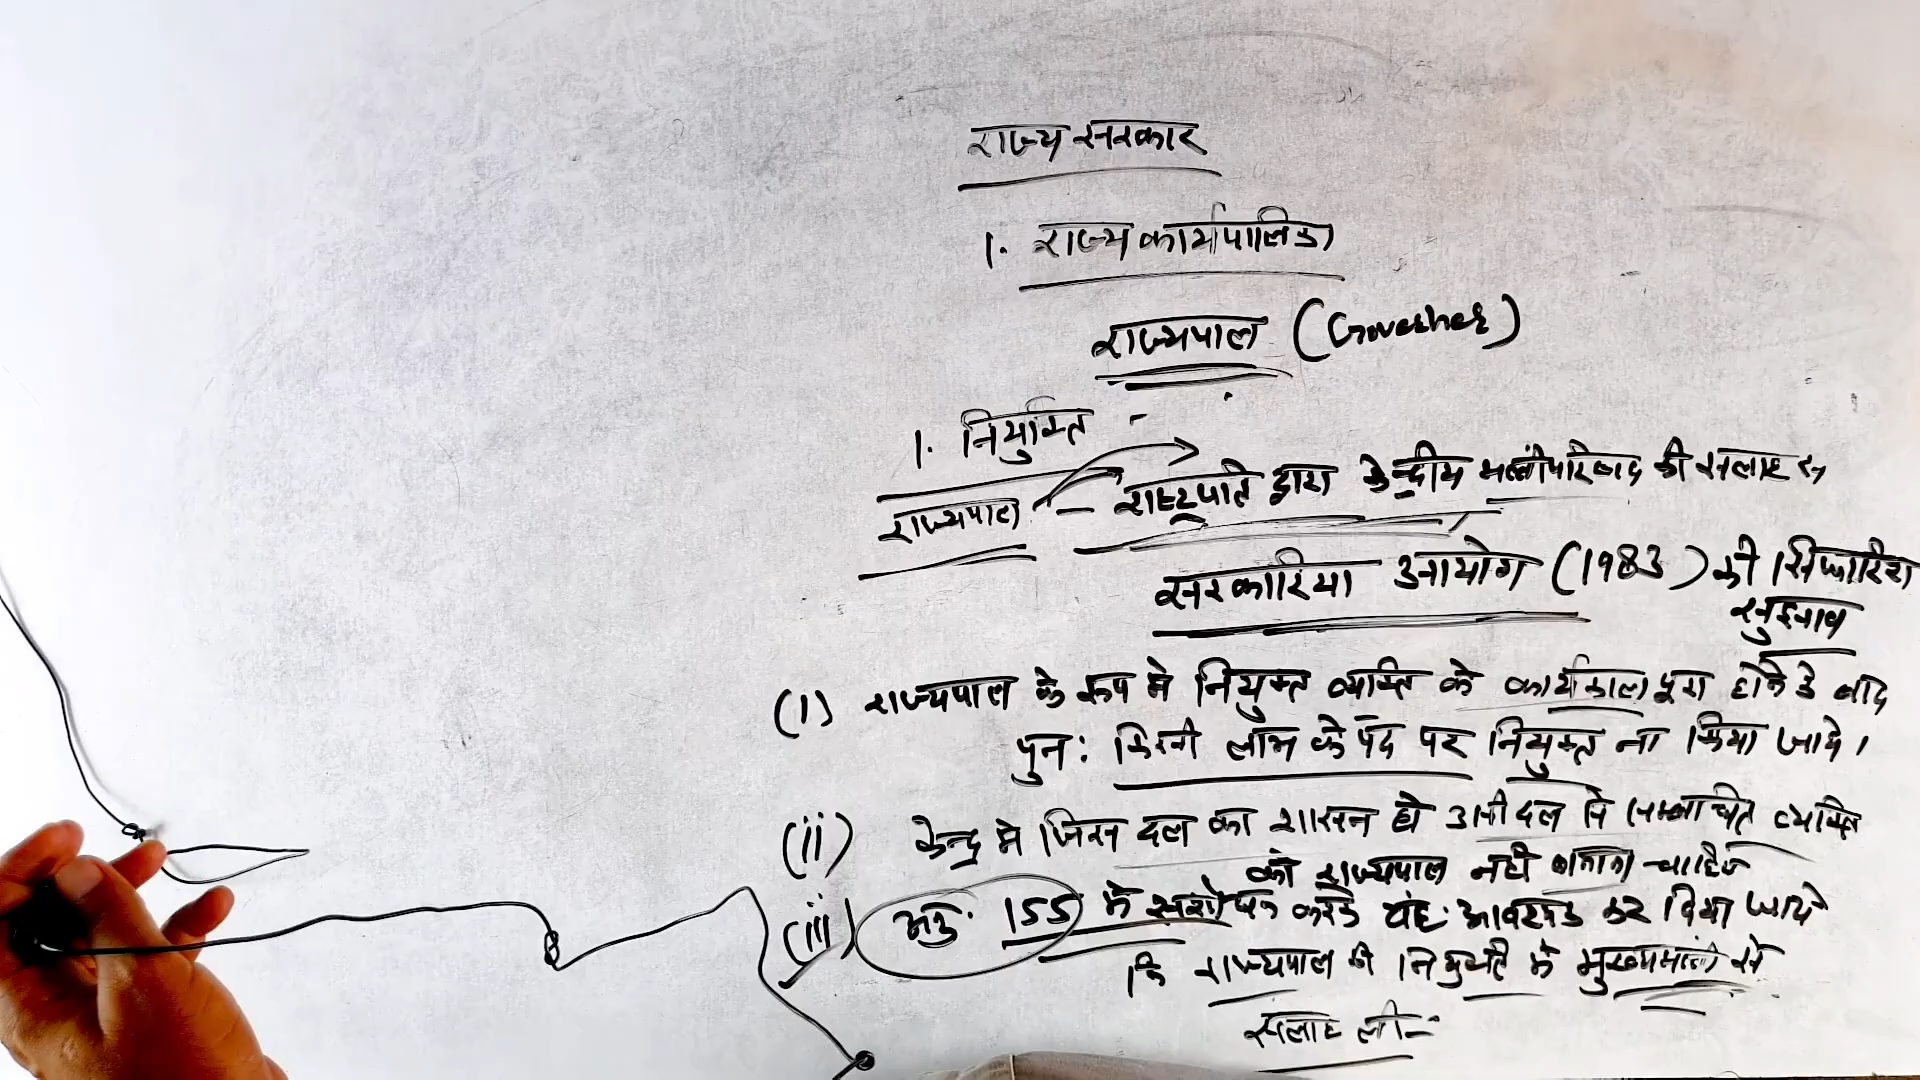 राज्य सरकार
1. राज्य कार्यपालिका
राज्यपाल (Governer)
1. नियुक्ति -
राज्यपाल - राष्ट्रपति द्वारा केन्द्रीय मन्त्रीपरिषद की सलाह से
सरकारिया आयोग (1983) की सिफारिश
सुझाव
(i) राज्यपाल के रूप मे नियुक्त व्यक्ति के कार्यकाल पूरा होने के बाद
पुन: किसी लाभ के पद पर नियुक्त ना किया जावे।
(ii) केन्द्र मे जिस दल का शासन हो उसी दल से सम्बन्धित व्यक्ति
को राज्यपाल नही बनाना चाहिए
(iii) अनु. 155 मे संशोधन करके यह आवश्यक कर दिया जाये
कि राज्यपाल की नियुक्ति मे मुख्यमंत्री से
सलाह ली